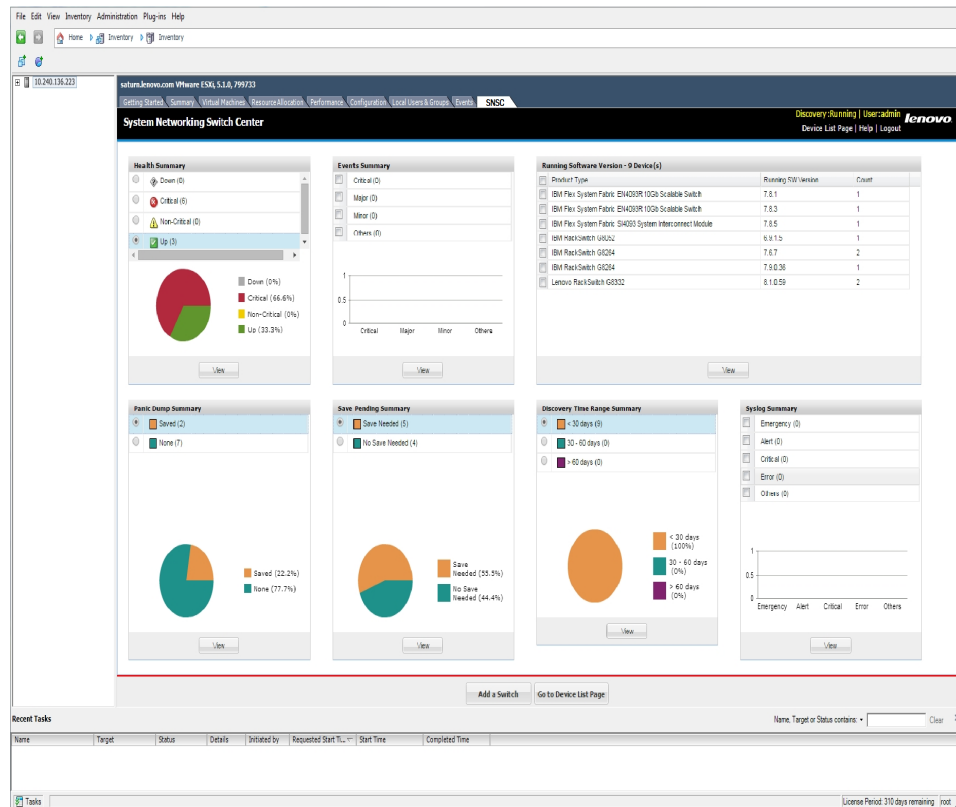 File Edit View Inventory Administration Plug-ins Help
Home Inventory Inventory
10.240.136.223
saturn.lenovo.com VMware ESXi, 5.1.0, 799733
Getting Started Summary Virtual Machines Resource Allocation Performance Configuration Local Users & Groups Events SNSC
System Networking Switch Center
Discovery:Running | User:admin
Device List Page | Help | Logout
lenovo
Health Summary
Down (0)
Critical (6)
Non-Critical (0)
Up (3)
Down (0%)
Critical (66.6%)
Non-Critical (0%)
Up (33.3%)
View
Events Summary
Critical (0)
Major (0)
Minor (0)
Others (0)
1
0.5
0
Critical Major Minor Others
View
Running Software Version - 9 Device(s)
Product Type Running SW Version Count
IBM Flex System Fabric EN4093R 10Gb Scalable Switch 7.8.1 1
IBM Flex System Fabric EN4093R 10Gb Scalable Switch 7.8.3 1
IBM Flex System Fabric SI4093 System Interconnect Module 7.8.5 1
IBM RackSwitch G8052 6.9.1.5 1
IBM RackSwitch G8264 7.6.7 2
IBM RackSwitch G8264 7.9.0.36 1
Lenovo RackSwitch G8332 8.1.0.59 2
View
Panic Dump Summary
Saved (2)
None (7)
Saved (22.2%)
None (77.7%)
View
Save Pending Summary
Save Needed (5)
No Save Needed (4)
Save
Needed (55.5%)
No Save
Needed (44.4%)
View
Discovery Time Range Summary
< 30 days (9)
30 - 60 days (0)
> 60 days (0)
< 30 days
(100%)
30 - 60 days
(0%)
> 60 days
(0%)
View
Syslog Summary
Emergency (0)
Alert (0)
Critical (0)
Error (0)
Others (0)
1
0.5
0
Emergency Alert Critical Error Others
View
Add a Switch Go to Device List Page
Recent Tasks
Name, Target or Status contains: Clear
Name Target Status Details Initiated by Requested Start Ti... Start Time Completed Time
Tasks
License Period: 310 days remaining root